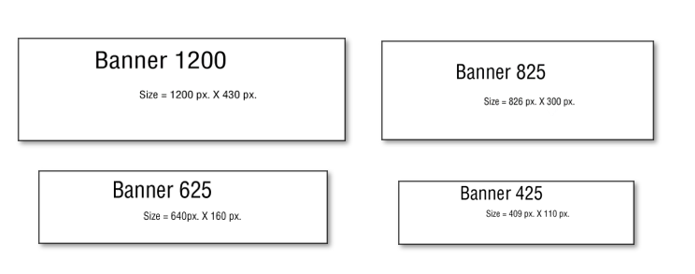 Banner 1200
Size = 1200 px. X 430 px.
Banner 825
Size = 826 px. X 300 px.
Banner 625
Size = 640px. X 160 px.
Banner 425
Size = 409 px. X 110 px.